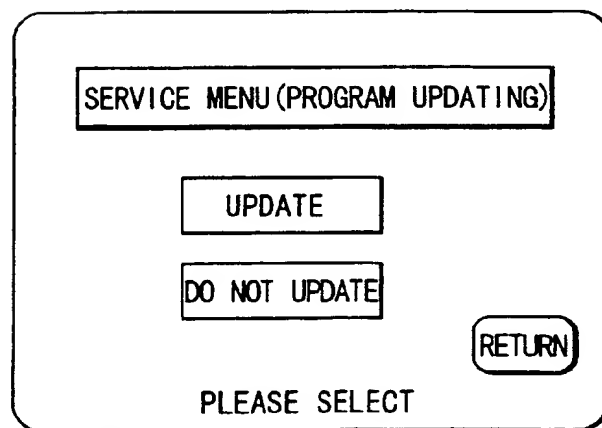 SERVICE MENU(PROGRAM UPDATING)
UPDATE
DO NOT UPDATE
RETURN
PLEASE SELECT